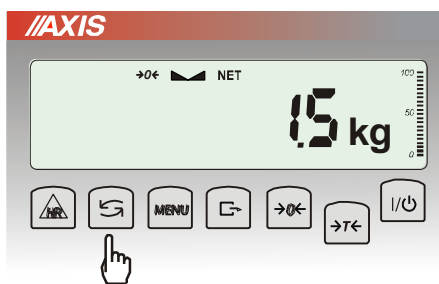 //AXIS
→0← NET
100
1.5 kg
50
0
HR MENU →0← →T← I/⏻